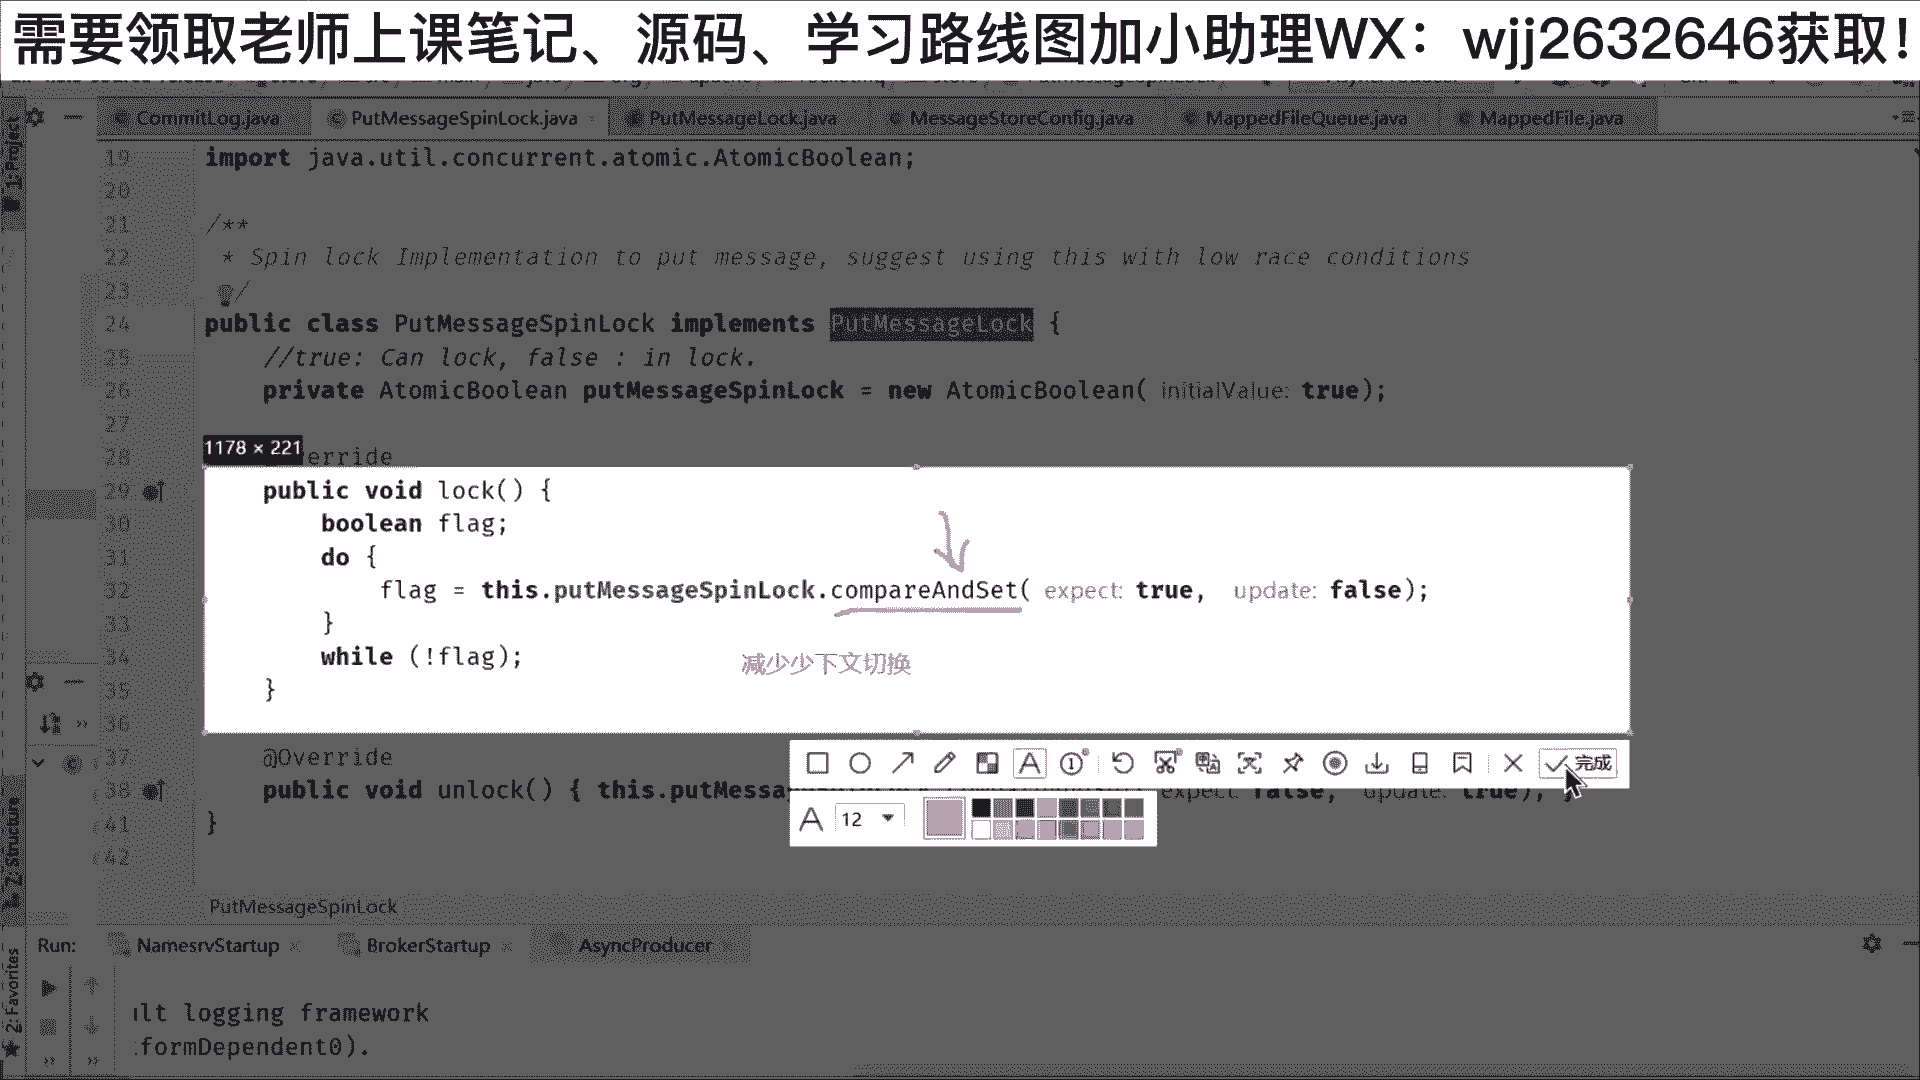 需要领取老师上课笔记、源码、学习路线图加小助理WX：wjj2632646获取！
CommitLog.java
PutMessageSpinLock.java
PutMessageLock.java
MessageStoreConfig.java
MappedFileQueue.java
MappedFile.java
1: Project
19 import java.util.concurrent.atomic.AtomicBoolean;
20
21 /**
22 * Spin lock Implementation to put message, suggest using this with low race conditions
23 */
24 public class PutMessageSpinLock implements PutMessageLock {
25 //true: Can lock, false : in lock.
26 private AtomicBoolean putMessageSpinLock = new AtomicBoolean( initialValue: true);
27
1178 × 221
28 erride
29 public void lock() {
30 boolean flag;
31 do {
32 flag = this.putMessageSpinLock.compareAndSet( expect: true, update: false);
33 }
34 while (!flag);
减少少下文切换
35 }
36
37 @Override
完成
38 public void unlock() { this.putMessa expect: false, update: true); }
41 }
42
A 12
PutMessageSpinLock
7: Structure
2: Favorites
Run: NamesrvStartup BrokerStartup AsyncProducer
lt logging framework
formDependent0).